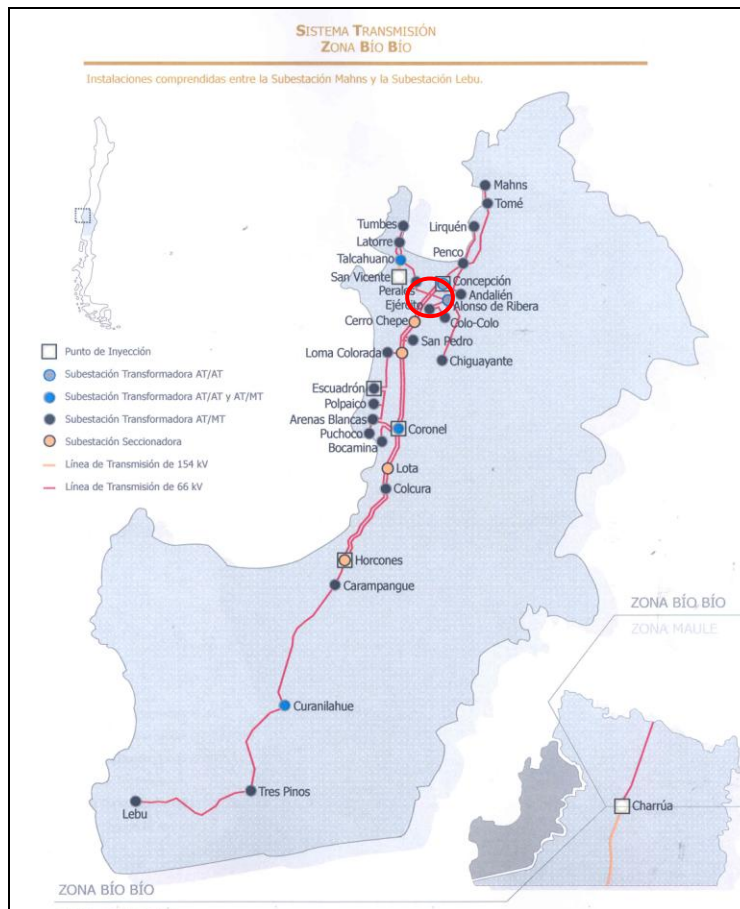 SISTEMA TRANSMISIÓN
ZONA BÍO BÍO
Instalaciones comprendidas entre la Subestación Mahns y la Subestación Lebu.
Mahns
Tomé
Tumbes
Lirquén
Latorre
Talcahuano
Penco
San Vicente
Concepción
Perales
Andalién
Ejército
Alonso de Ribera
Cerro Chepe
Colo-Colo
San Pedro
Loma Colorada
Chiguayante
Punto de Inyección
Subestación Transformadora AT/AT
Subestación Transformadora AT/AT y AT/MT
Subestación Transformadora AT/MT
Subestación Seccionadora
Línea de Transmisión de 154 kV
Línea de Transmisión de 66 kV
Escuadrón
Polpaico
Arenas Blancas
Puchoco
Coronel
Bocamina
Lota
Colcura
Horcones
Carampangue
ZONA BÍO BÍO
ZONA MAULE
Curanilahue
Tres Pinos
Lebu
Charrúa
ZONA BÍO BÍO